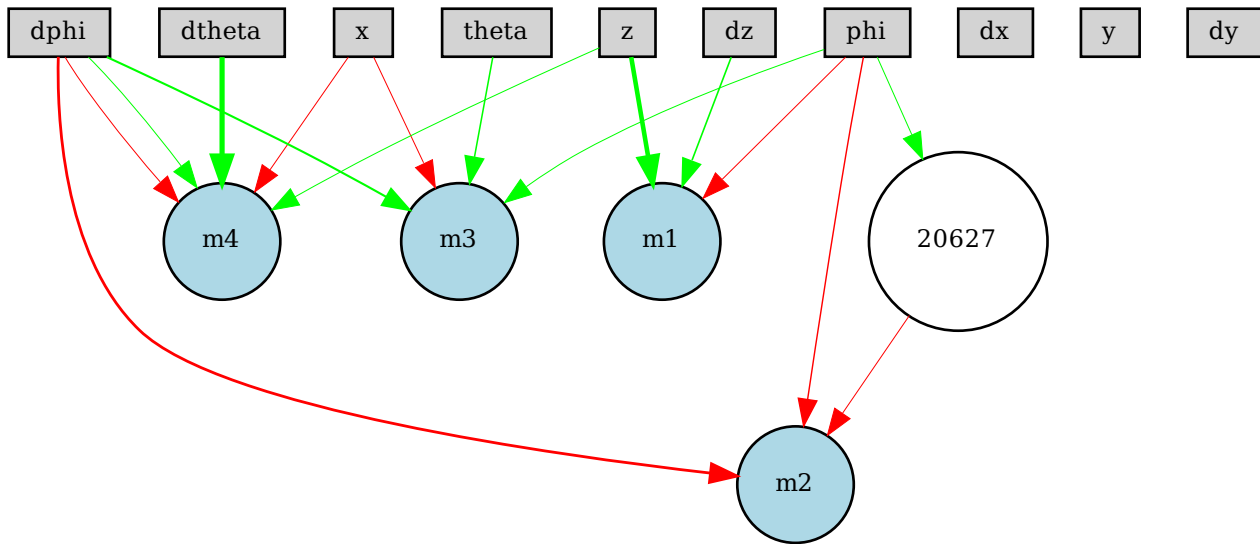 dphi
dtheta
x
theta
z
dz
phi
dx
y
dy
m4
m3
m1
20627
m2